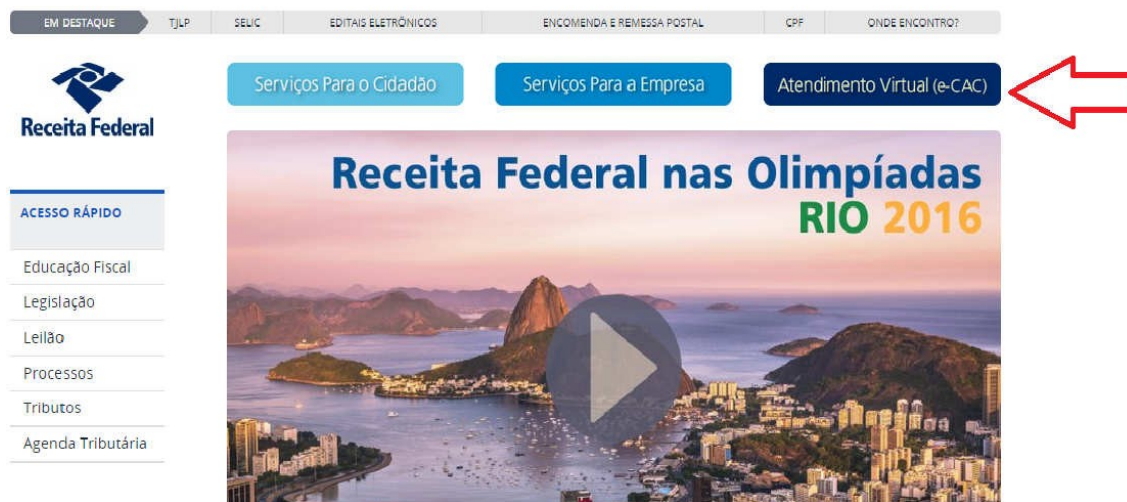 EM DESTAQUE TJLP SELIC EDITAIS ELETRÔNICOS ENCOMENDA E REMESSA POSTAL CPF ONDE ENCONTRO?
Receita Federal
Serviços Para o Cidadão Serviços Para a Empresa Atendimento Virtual (e-CAC)
Receita Federal nas Olimpíadas
RIO 2016
ACESSO RÁPIDO
Educação Fiscal
Legislação
Leilão
Processos
Tributos
Agenda Tributária